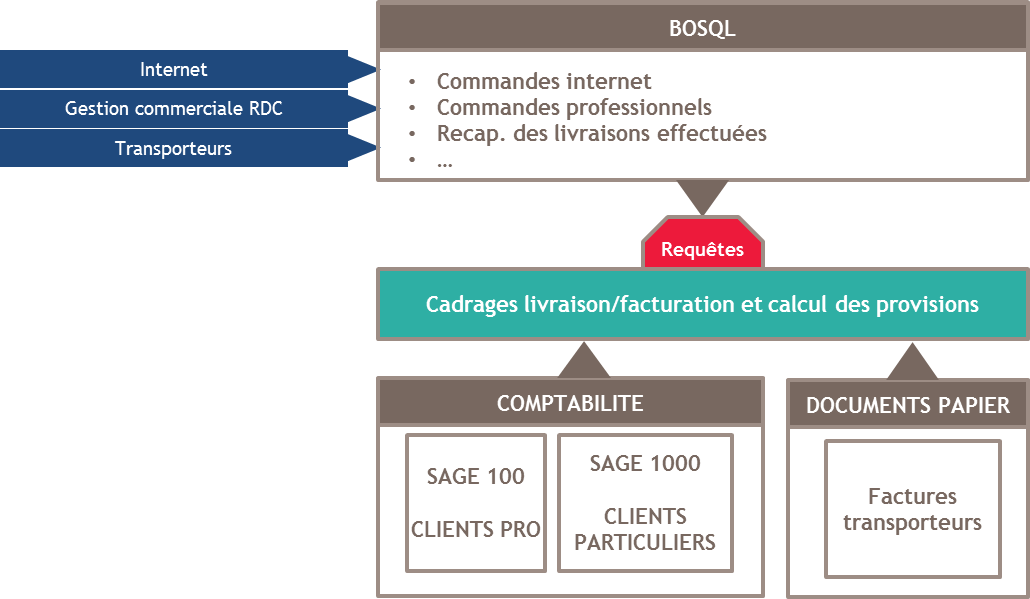 BOSQL
Internet
Gestion commerciale RDC
Transporteurs
• Commandes internet
• Commandes professionnels
• Recap. des livraisons effectuées
• …
Requêtes
Cadrages livraison/facturation et calcul des provisions
COMPTABILITE
SAGE 100
CLIENTS PRO
SAGE 1000
CLIENTS
PARTICULIERS
DOCUMENTS PAPIER
Factures
transporteurs